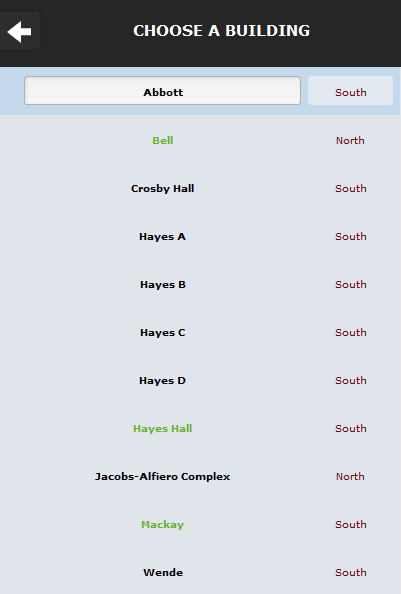 CHOOSE A BUILDING
Abbott South
Bell North
Crosby Hall South
Hayes A South
Hayes B South
Hayes C South
Hayes D South
Hayes Hall South
Jacobs-Alfiero Complex North
Mackay South
Wende South